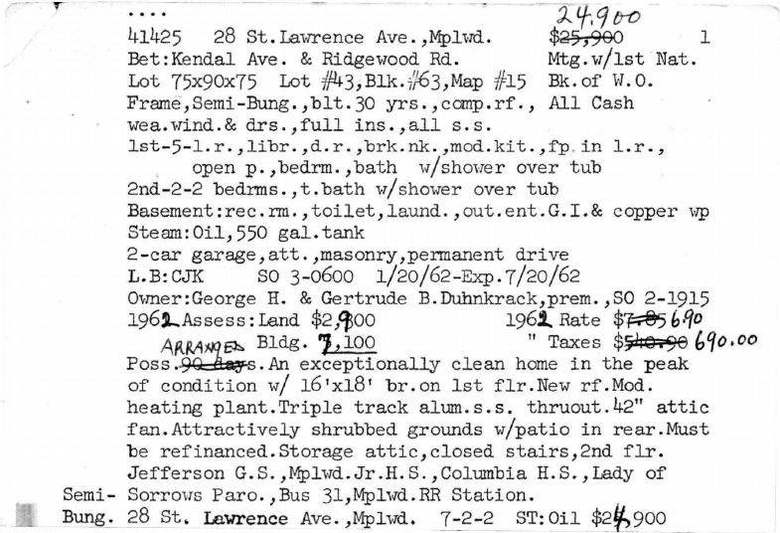 ....
24,900
41425 28 St.Lawrence Ave.,Mplwd. $25,900 1
Bet:Kendal Ave. & Ridgewood Rd. Mtg.w/1st Nat.
Lot 75x90x75 Lot #43,Blk.#63,Map #15 Bk.of W.O.
Frame,Semi-Bung.,blt.30 yrs.,comp.rf., All Cash
wea.wind.& drs.,full ins.,all s.s.
1st-5-l.r.,libr.,d.r.,brk.nk.,mod.kit.,fp.in l.r.,
open p.,bedrm.,bath w/shower over tub
2nd-2-2 bedrms.,t.bath w/shower over tub
Basement:rec.rm.,toilet,laund.,out.ent.G.I.& copper wp
Steam:Oil,550 gal.tank
2-car garage,att.,masonry,permanent drive
L.B:CJK SO 3-0600 1/20/62-Exp.7/20/62
Owner:George H. & Gertrude B.Duhnkrack,prem.,SO 2-1915
1962 Assess:Land $2,900 1962 Rate $7.85 6.90
ARRANGED Bldg. 7,100 " Taxes $540.90 690.00
Poss.90 days.An exceptionally clean home in the peak
of condition w/ 16'x18' br.on 1st flr.New rf.Mod.
heating plant.Triple track alum.s.s. thruout.42" attic
fan.Attractively shrubbed grounds w/patio in rear.Must
be refinanced.Storage attic,closed stairs,2nd flr.
Jefferson G.S.,Mplwd.Jr.H.S.,Columbia H.S.,Lady of
Semi- Sorrows Paro.,Bus 31,Mplwd.RR Station.
Bung. 28 St. Lawrence Ave.,Mplwd. 7-2-2 ST:Oil $24,900